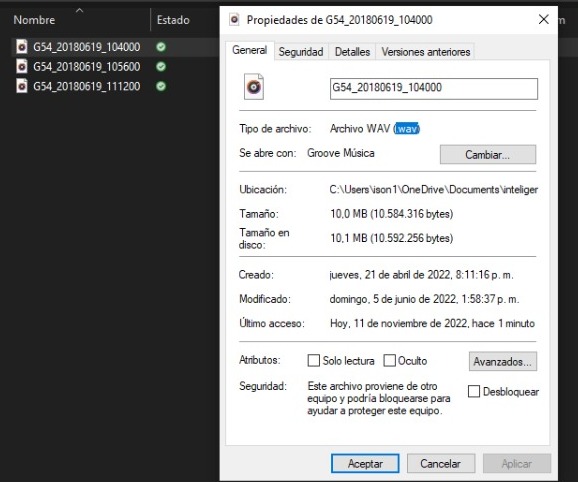 Nombre
Estado
G54_20180619_104000
G54_20180619_105600
G54_20180619_111200
Propiedades de G54_20180619_104000
General
Seguridad
Detalles
Versiones anteriores
G54_20180619_104000
Tipo de archivo: Archivo WAV (.wav)
Se abre con: Groove Música
Cambiar...
Ubicación: C:\Users\ison1\OneDrive\Documents\inteliger
Tamaño: 10,0 MB (10.584.316 bytes)
Tamaño en
disco: 10,1 MB (10.592.256 bytes)
Creado: jueves, 21 de abril de 2022, 8:11:16 p. m.
Modificado: domingo, 5 de junio de 2022, 1:58:37 p. m.
Último acceso: Hoy, 11 de noviembre de 2022, hace 1 minuto
Atributos: Solo lectura Oculto Avanzados...
Seguridad: Este archivo proviene de otro
equipo y podría bloquearse para
ayudar a proteger este equipo.
Desbloquear
Aceptar
Cancelar
Aplicar